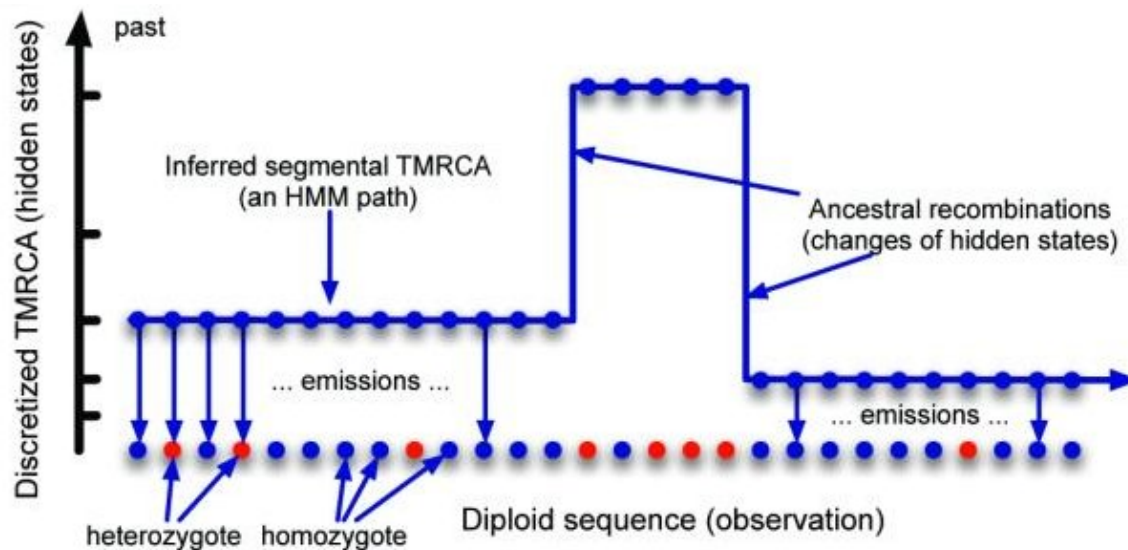 past
Discretized TMRCA (hidden states)
Inferred segmental TMRCA
(an HMM path)
Ancestral recombinations
(changes of hidden states)
... emissions ...
... emissions ...
heterozygote
homozygote
Diploid sequence (observation)